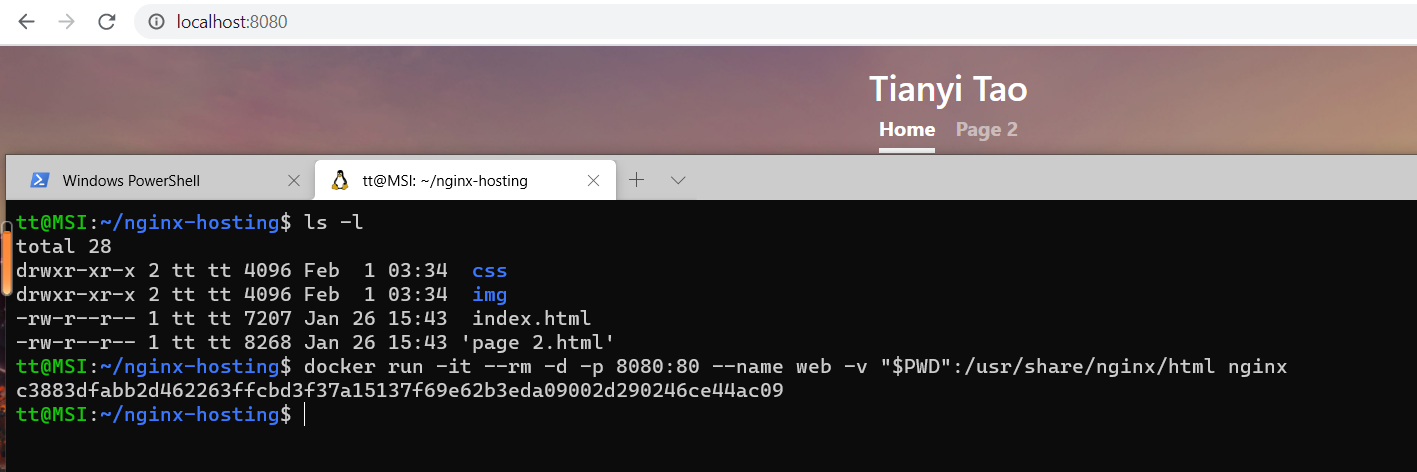 localhost:8080
Tianyi Tao
Home Page 2
Windows PowerShell tt@MSI: ~/nginx-hosting
tt@MSI:~/nginx-hosting$ ls -l
total 28
drwxr-xr-x 2 tt tt 4096 Feb  1 03:34  css
drwxr-xr-x 2 tt tt 4096 Feb  1 03:34  img
-rw-r--r-- 1 tt tt 7207 Jan 26 15:43  index.html
-rw-r--r-- 1 tt tt 8268 Jan 26 15:43 'page 2.html'
tt@MSI:~/nginx-hosting$ docker run -it --rm -d -p 8080:80 --name web -v "$PWD":/usr/share/nginx/html nginx
c3883dfabb2d462263ffcbd3f37a15137f69e62b3eda09002d290246ce44ac09
tt@MSI:~/nginx-hosting$